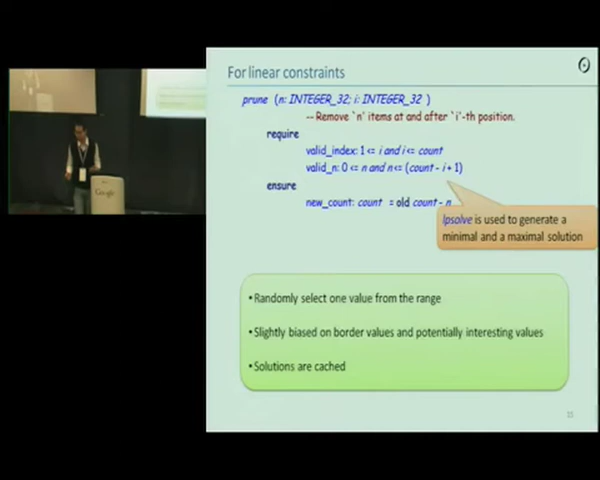 For linear constraints
prune (n: INTEGER_32; i: INTEGER_32 )
-- Remove `n' items at and after `i'-th position.
require
valid_index: 1 <= i and i <= count
valid_n: 0 <= n and n <= (count - i + 1)
ensure
new_count: count = old count - n
lpsolve is used to generate a
minimal and a maximal solution
• Randomly select one value from the range
• Slightly biased on border values and potentially interesting values
• Solutions are cached
Google